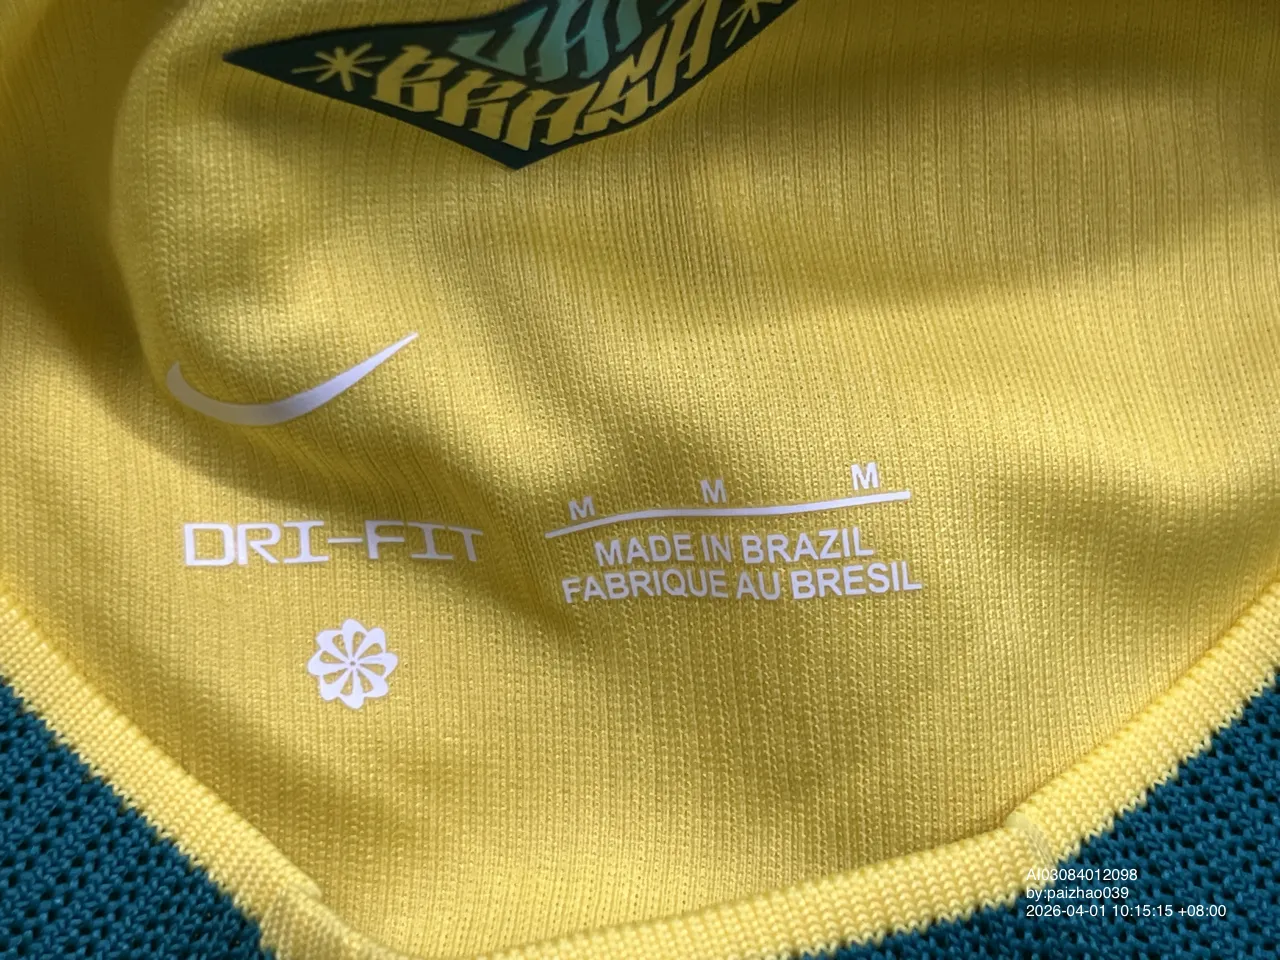 BRASA
DRI-FIT
M M M
MADE IN BRAZIL
FABRIQUE AU BRESIL
AI03084012098
by:paizhao039
2026-04-01 10:15:15 +08:00